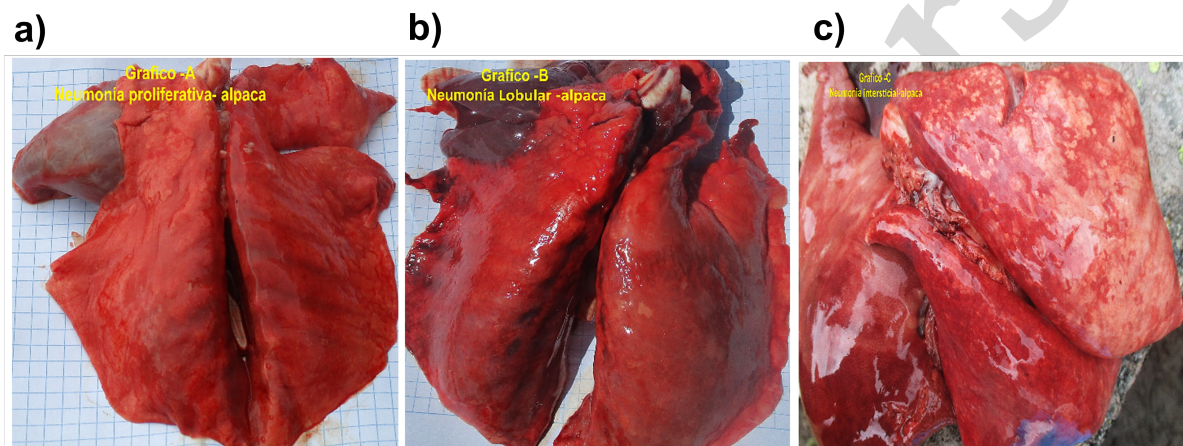 a)
b)
c)
Grafico -A
Neumonía proliferativa- alpaca
Grafico -B
Neumonía Lobular -alpaca
Grafico -C
Neumonía intersticial-alpaca